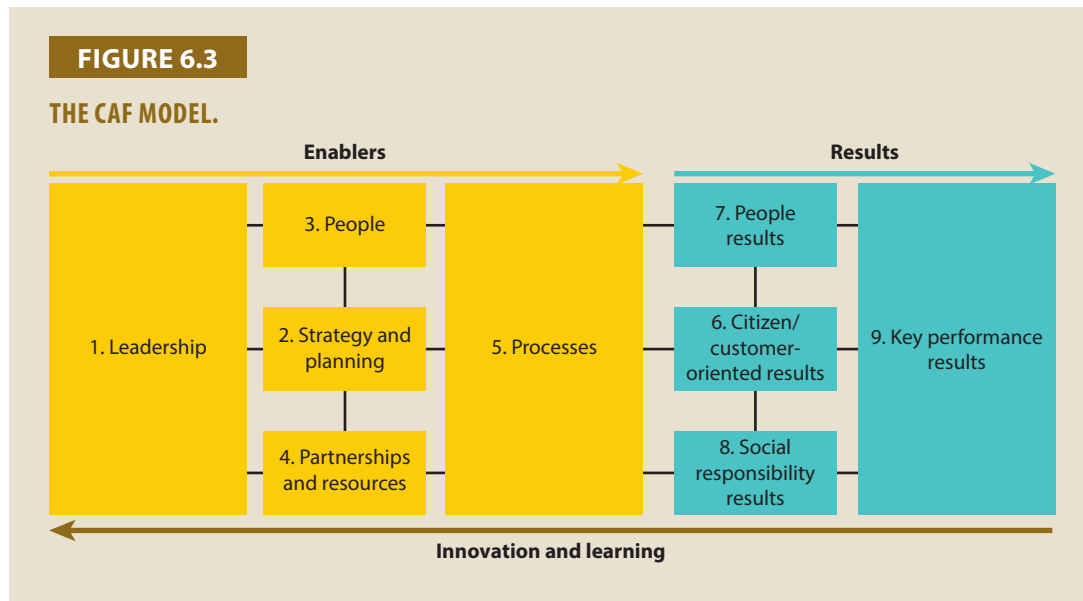 FIGURE 6.3
THE CAF MODEL.
Enablers
Results
1. Leadership
3. People
2. Strategy and
planning
4. Partnerships
and resources
5. Processes
7. People
results
6. Citizen/
customer-
oriented results
8. Social
responsibility
results
9. Key performance
results
Innovation and learning